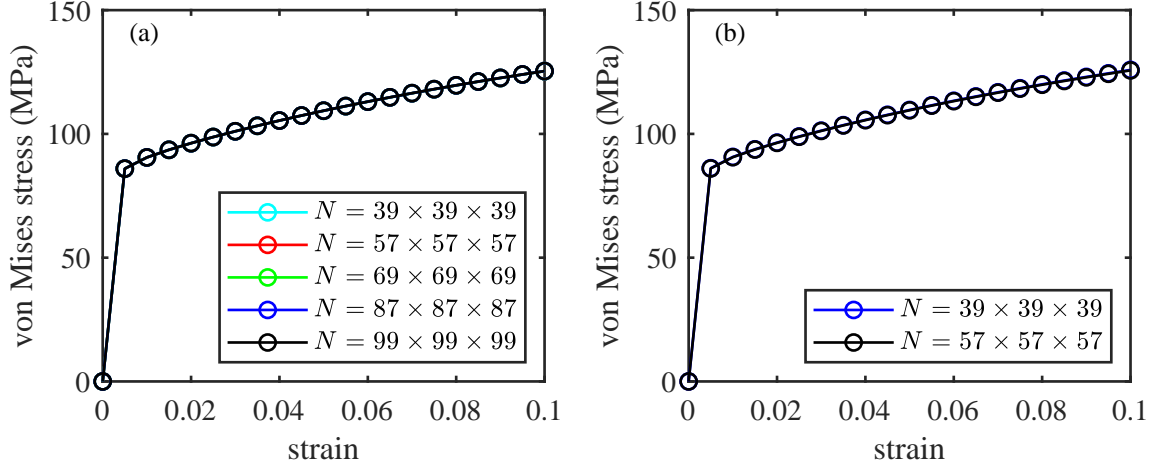 (a)
von Mises stress (MPa)
150
100
50
0
N = 39 × 39 × 39
N = 57 × 57 × 57
N = 69 × 69 × 69
N = 87 × 87 × 87
N = 99 × 99 × 99
0 0.02 0.04 0.06 0.08 0.1
strain
(b)
von Mises stress (MPa)
150
100
50
0
N = 39 × 39 × 39
N = 57 × 57 × 57
0 0.02 0.04 0.06 0.08 0.1
strain